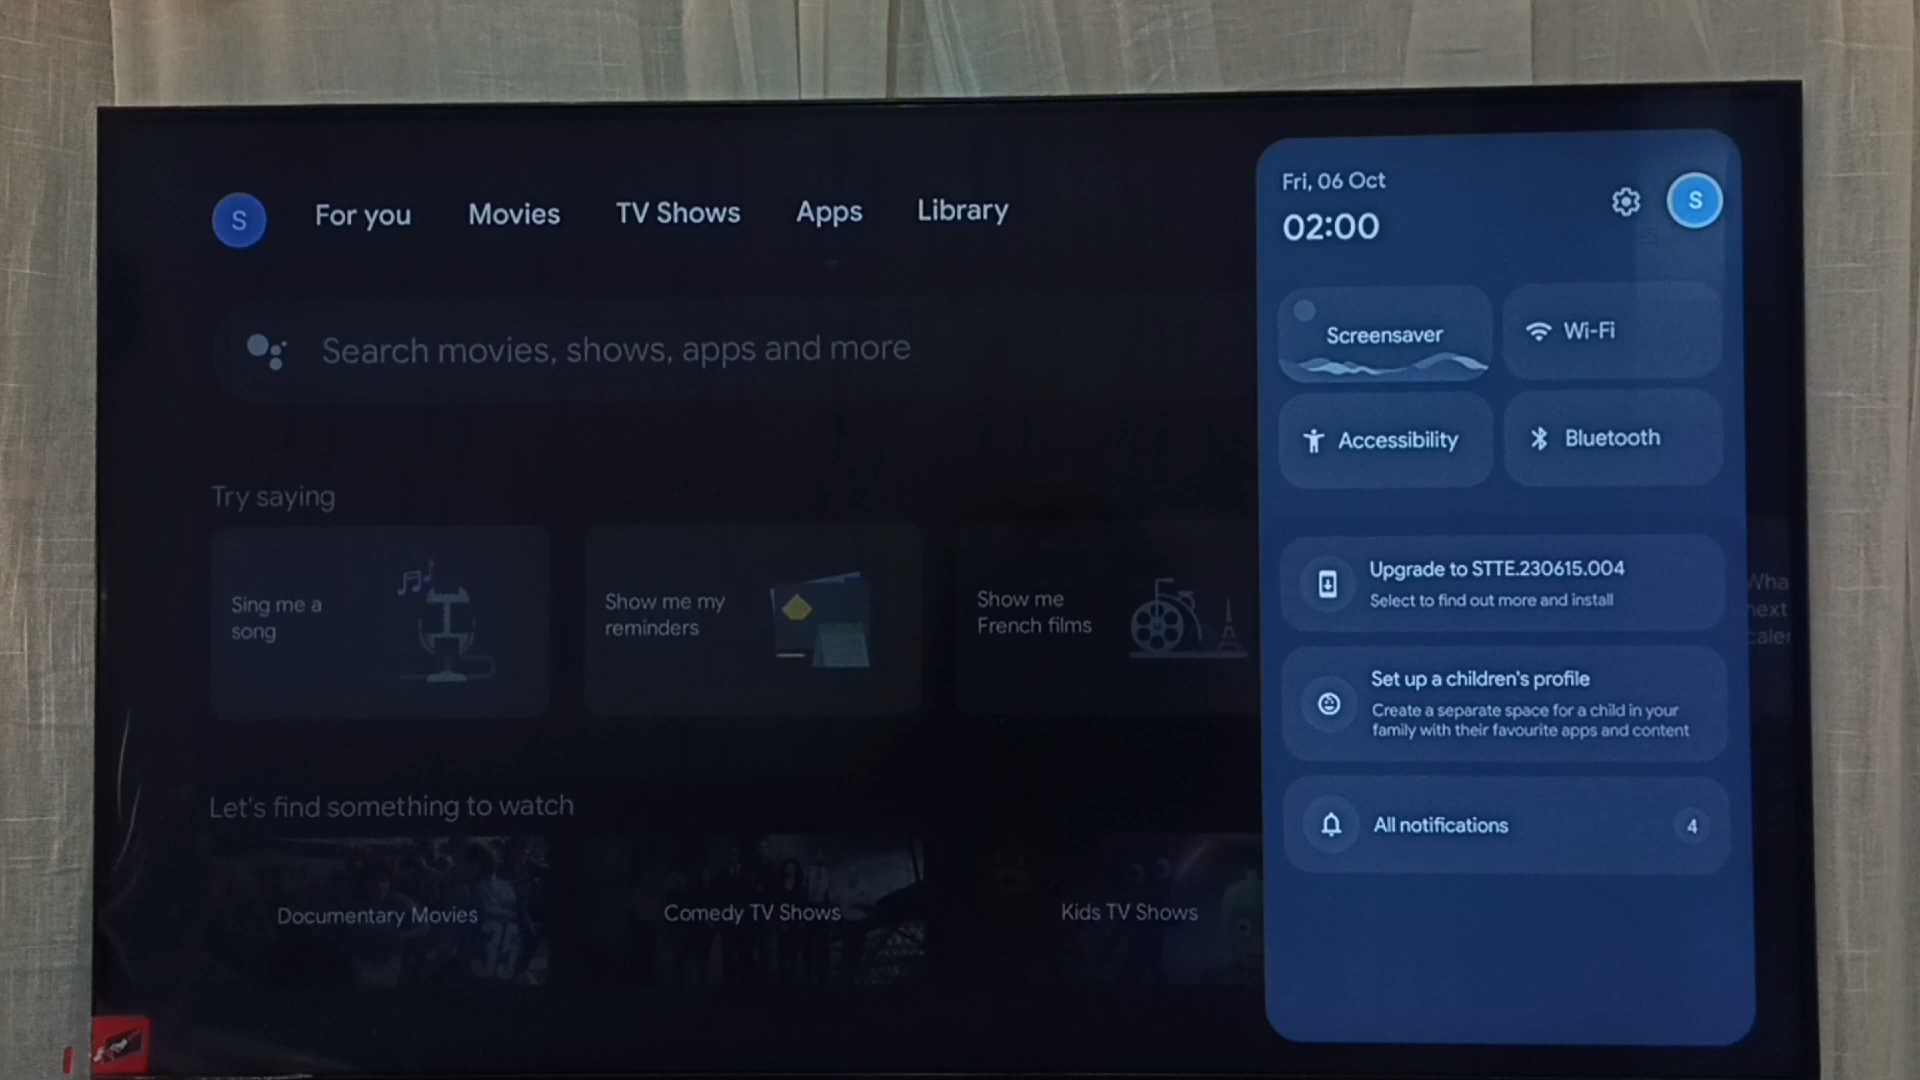 S
For you
Movies
TV Shows
Apps
Library
Search movies, shows, apps and more
Try saying
Sing me a
song
Show me my
reminders
Show me
French films
Let's find something to watch
Documentary Movies
35
Comedy TV Shows
Kids TV Shows
Fri, 06 Oct
02:00
S
Screensaver
Wi-Fi
Accessibility
Bluetooth
Upgrade to STTE.230615.004
Select to find out more and install
Set up a children's profile
Create a separate space for a child in your
family with their favourite apps and content
All notifications
4
next